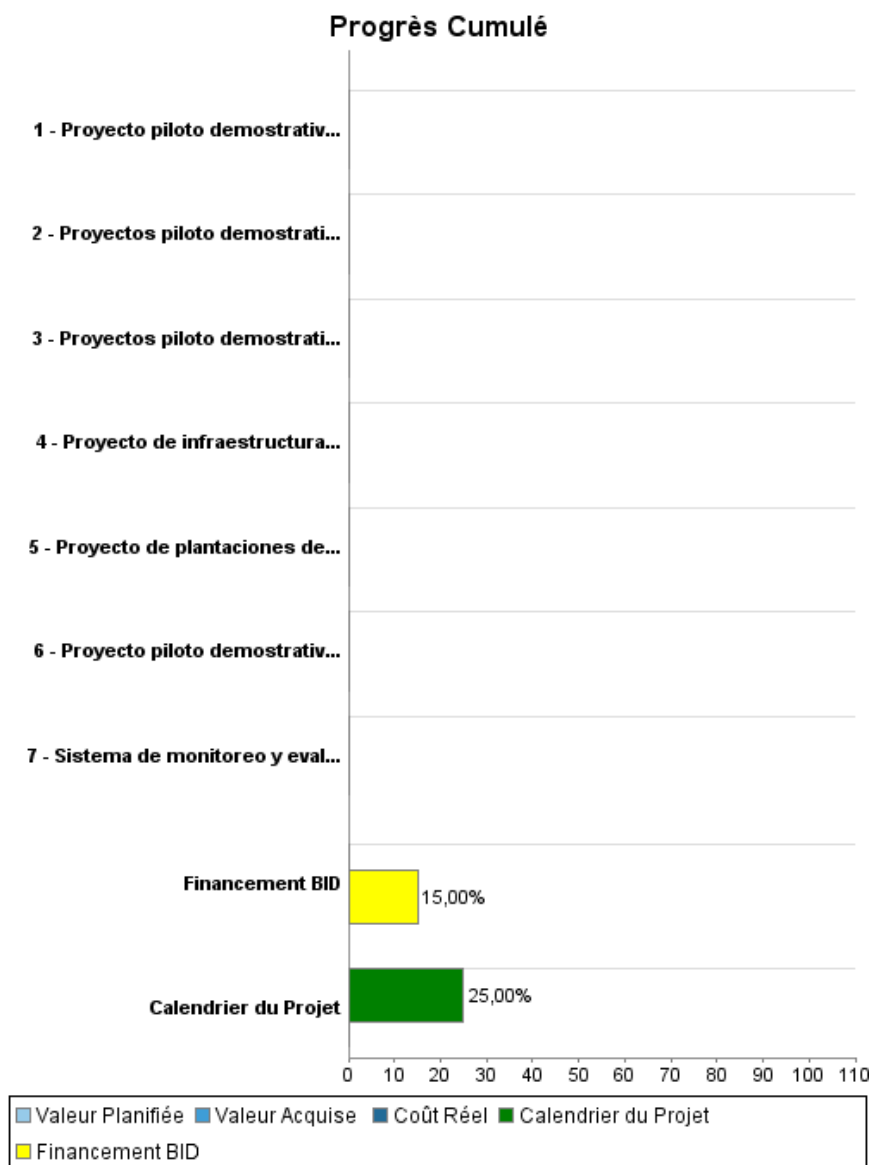 Progrès Cumulé
1 - Proyecto piloto demostrativ...
2 - Proyectos piloto demostrati...
3 - Proyectos piloto demostrati...
4 - Proyecto de infraestructura...
5 - Proyecto de plantaciones de...
6 - Proyecto piloto demostrativ...
7 - Sistema de monitoreo y eval...
Financement BID
15,00%
Calendrier du Projet
25,00%
0 10 20 30 40 50 60 70 80 90 100 110
Valeur Planifiée Valeur Acquise Coût Réel Calendrier du Projet
Financement BID